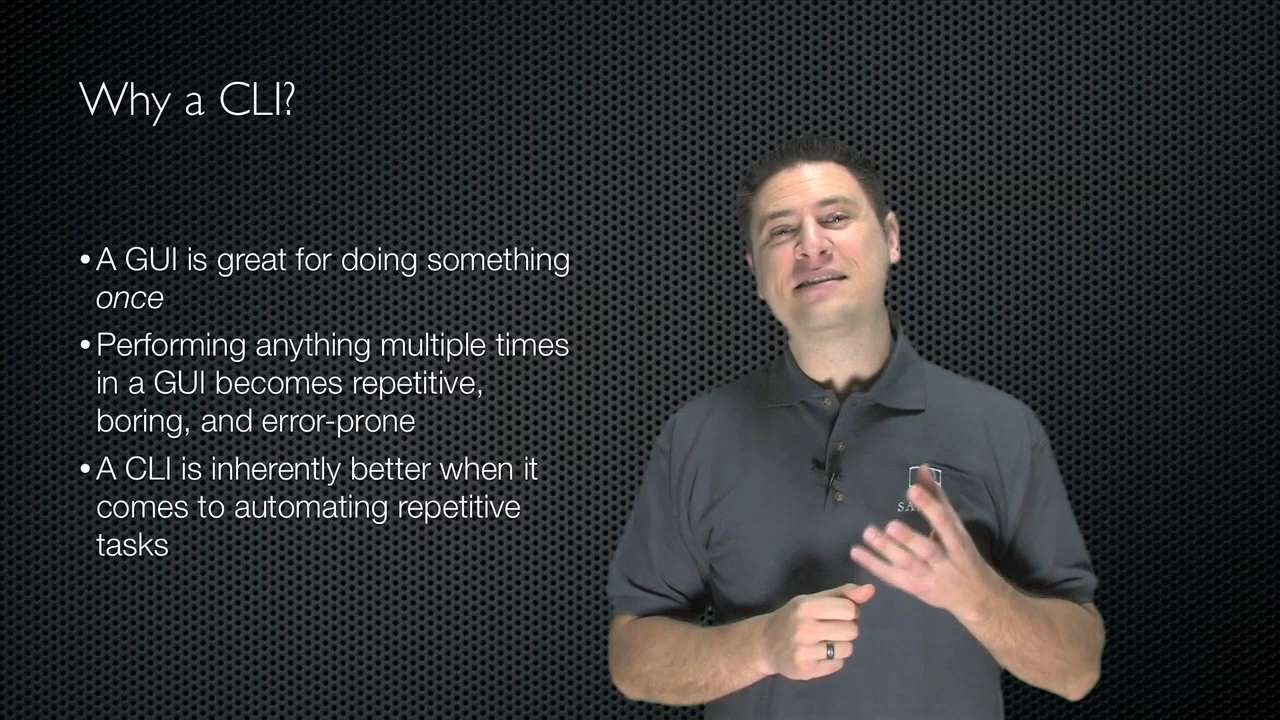 Why a CLI?
• A GUI is great for doing something
once
• Performing anything multiple times
in a GUI becomes repetitive,
boring, and error-prone
• A CLI is inherently better when it
comes to automating repetitive
tasks